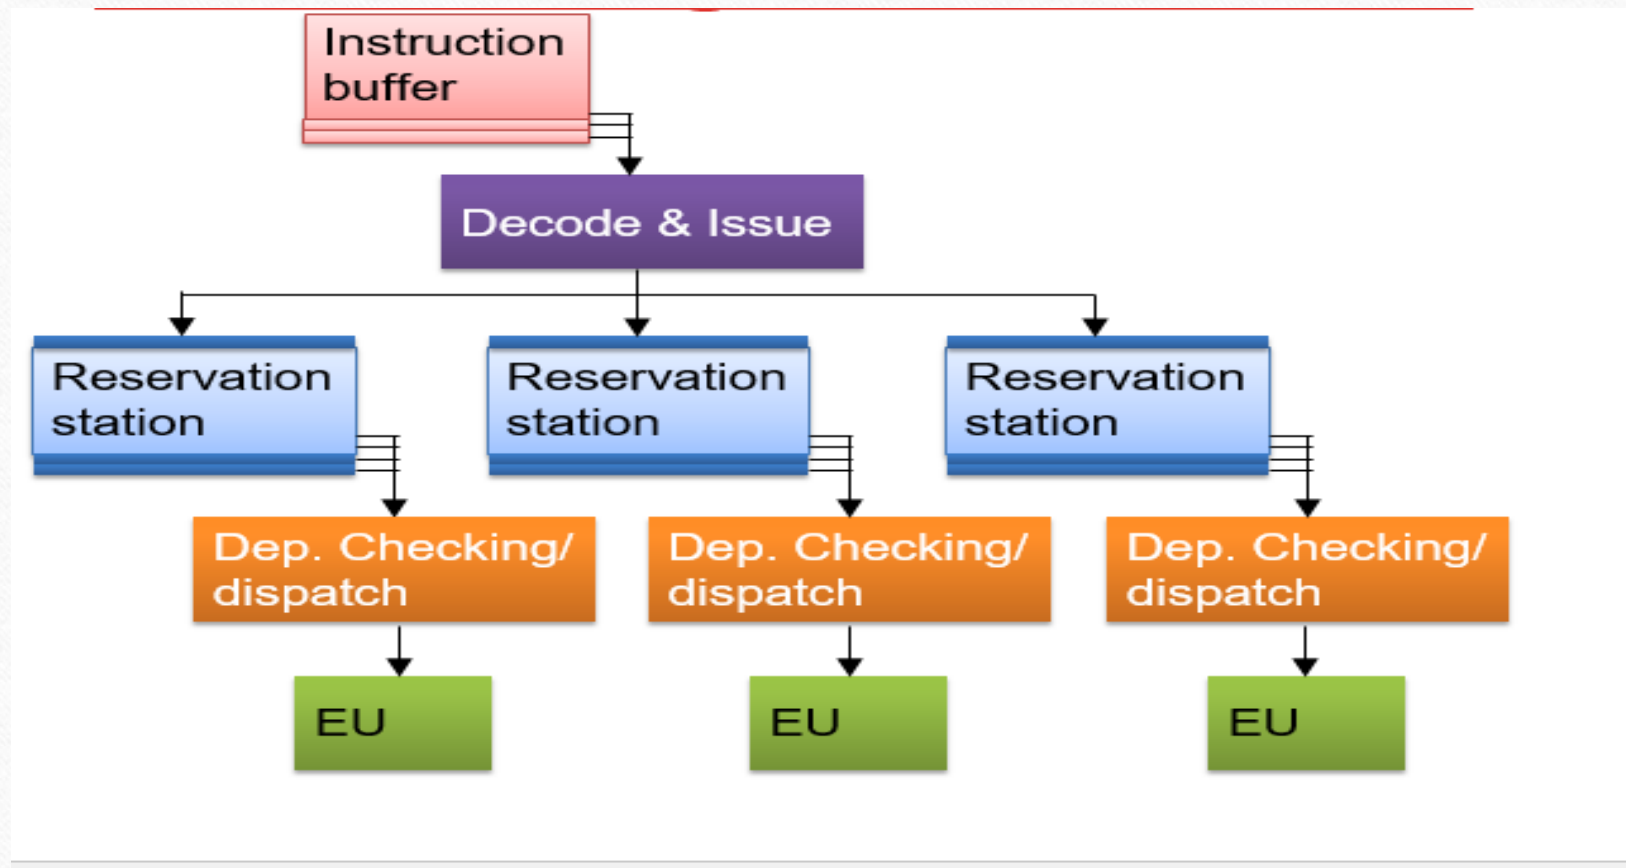 Instruction
buffer
Decode & Issue
Reservation
station
Reservation
station
Reservation
station
Dep. Checking/
dispatch
Dep. Checking/
dispatch
Dep. Checking/
dispatch
EU
EU
EU